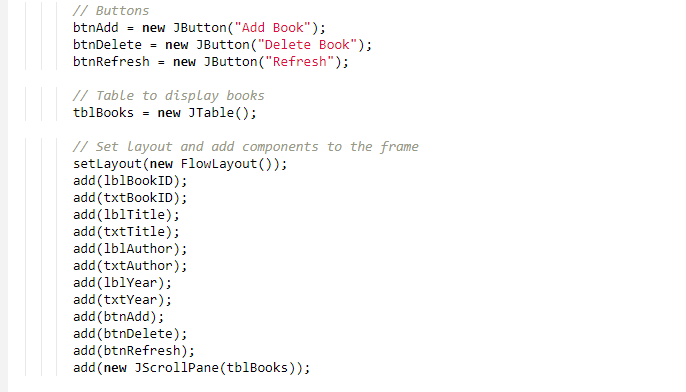 // Buttons
btnAdd = new JButton("Add Book");
btnDelete = new JButton("Delete Book");
btnRefresh = new JButton("Refresh");
// Table to display books
tblBooks = new JTable();
// Set layout and add components to the frame
setLayout(new FlowLayout());
add(lblBookID);
add(txtBookID);
add(lblTitle);
add(txtTitle);
add(lblAuthor);
add(txtAuthor);
add(lblYear);
add(txtYear);
add(btnAdd);
add(btnDelete);
add(btnRefresh);
add(new JScrollPane(tblBooks));